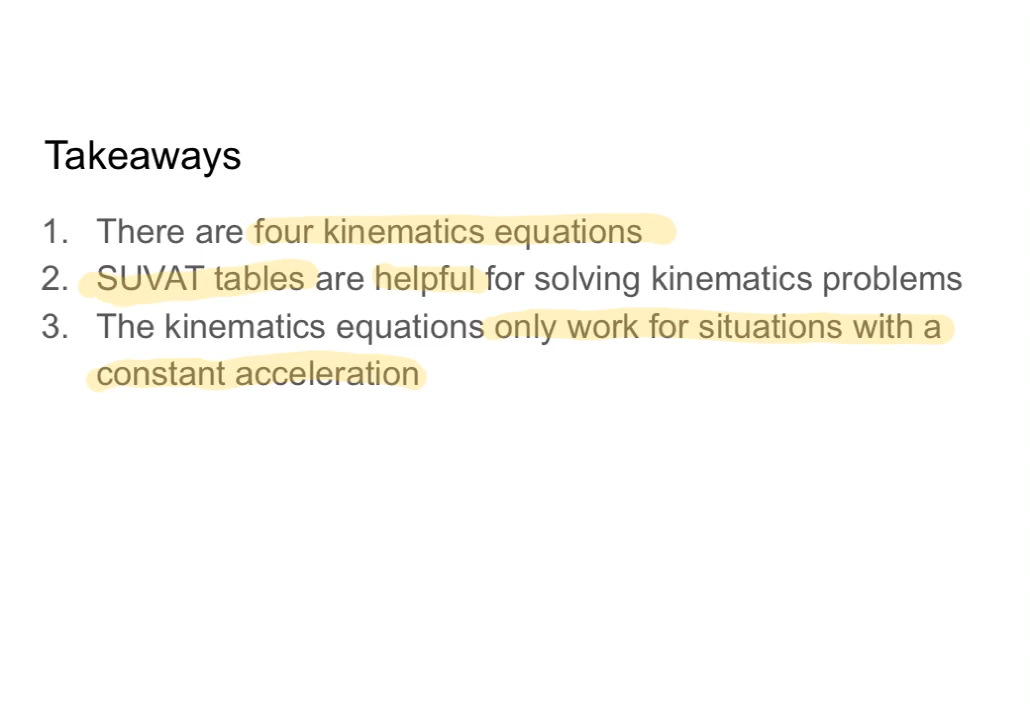 Takeaways
1. There are four kinematics equations
2. SUVAT tables are helpful for solving kinematics problems
3. The kinematics equations only work for situations with a
constant acceleration